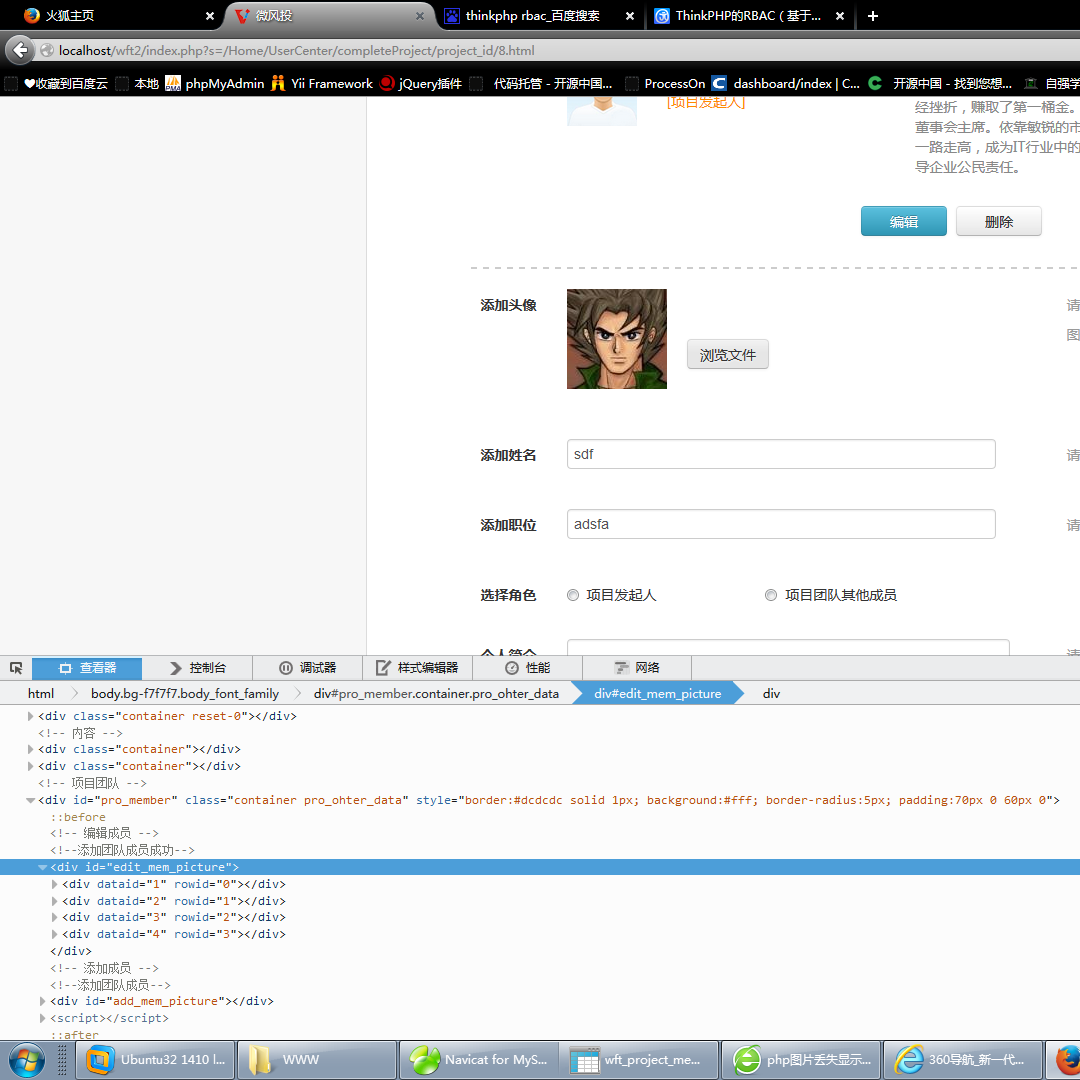 火狐主页 × 微风投 × thinkphp rbac_百度搜索 × ThinkPHP的RBAC（基于... × +
localhost/wft2/index.php?s=/Home/UserCenter/completeProject/project_id/8.html
❤收藏到百度云 本地 phpMyAdmin Yii Framework jQuery插件 代码托管 - 开源中国... ProcessOn dashboard/index | C... 开源中国 - 找到您想... 自强学
[项目发起人]
经挫折，赚取了第一桶金。
董事会主席。依靠敏锐的市
一路走高，成为IT行业中的
导企业公民责任。
编辑 删除
添加头像 请
图
浏览文件
添加姓名 sdf 请
添加职位 adsfa 请
选择角色 项目发起人 项目团队其他成员
个人简介 请
查看器 控制台 调试器 样式编辑器 性能 网络
html body.bg-f7f7f7.body_font_family div#pro_member.container.pro_ohter_data div#edit_mem_picture div
<div class="container reset-0"></div>
<!-- 内容 -->
<div class="container"></div>
<div class="container"></div>
<!-- 项目团队 -->
<div id="pro_member" class="container pro_ohter_data" style="border:#dcdcdc solid 1px; background:#fff; border-radius:5px; padding:70px 0 60px 0">
::before
<!-- 编辑成员 -->
<!--添加团队成员成功-->
<div id="edit_mem_picture">
<div dataid="1" rowid="0"></div>
<div dataid="2" rowid="1"></div>
<div dataid="3" rowid="2"></div>
<div dataid="4" rowid="3"></div>
</div>
<!-- 添加成员 -->
<!--添加团队成员-->
<div id="add_mem_picture"></div>
<script></script>
::after
Ubuntu32 1410 l... WWW Navicat for MyS... wft_project_me... php图片丢失显示... 360导航_新一代...